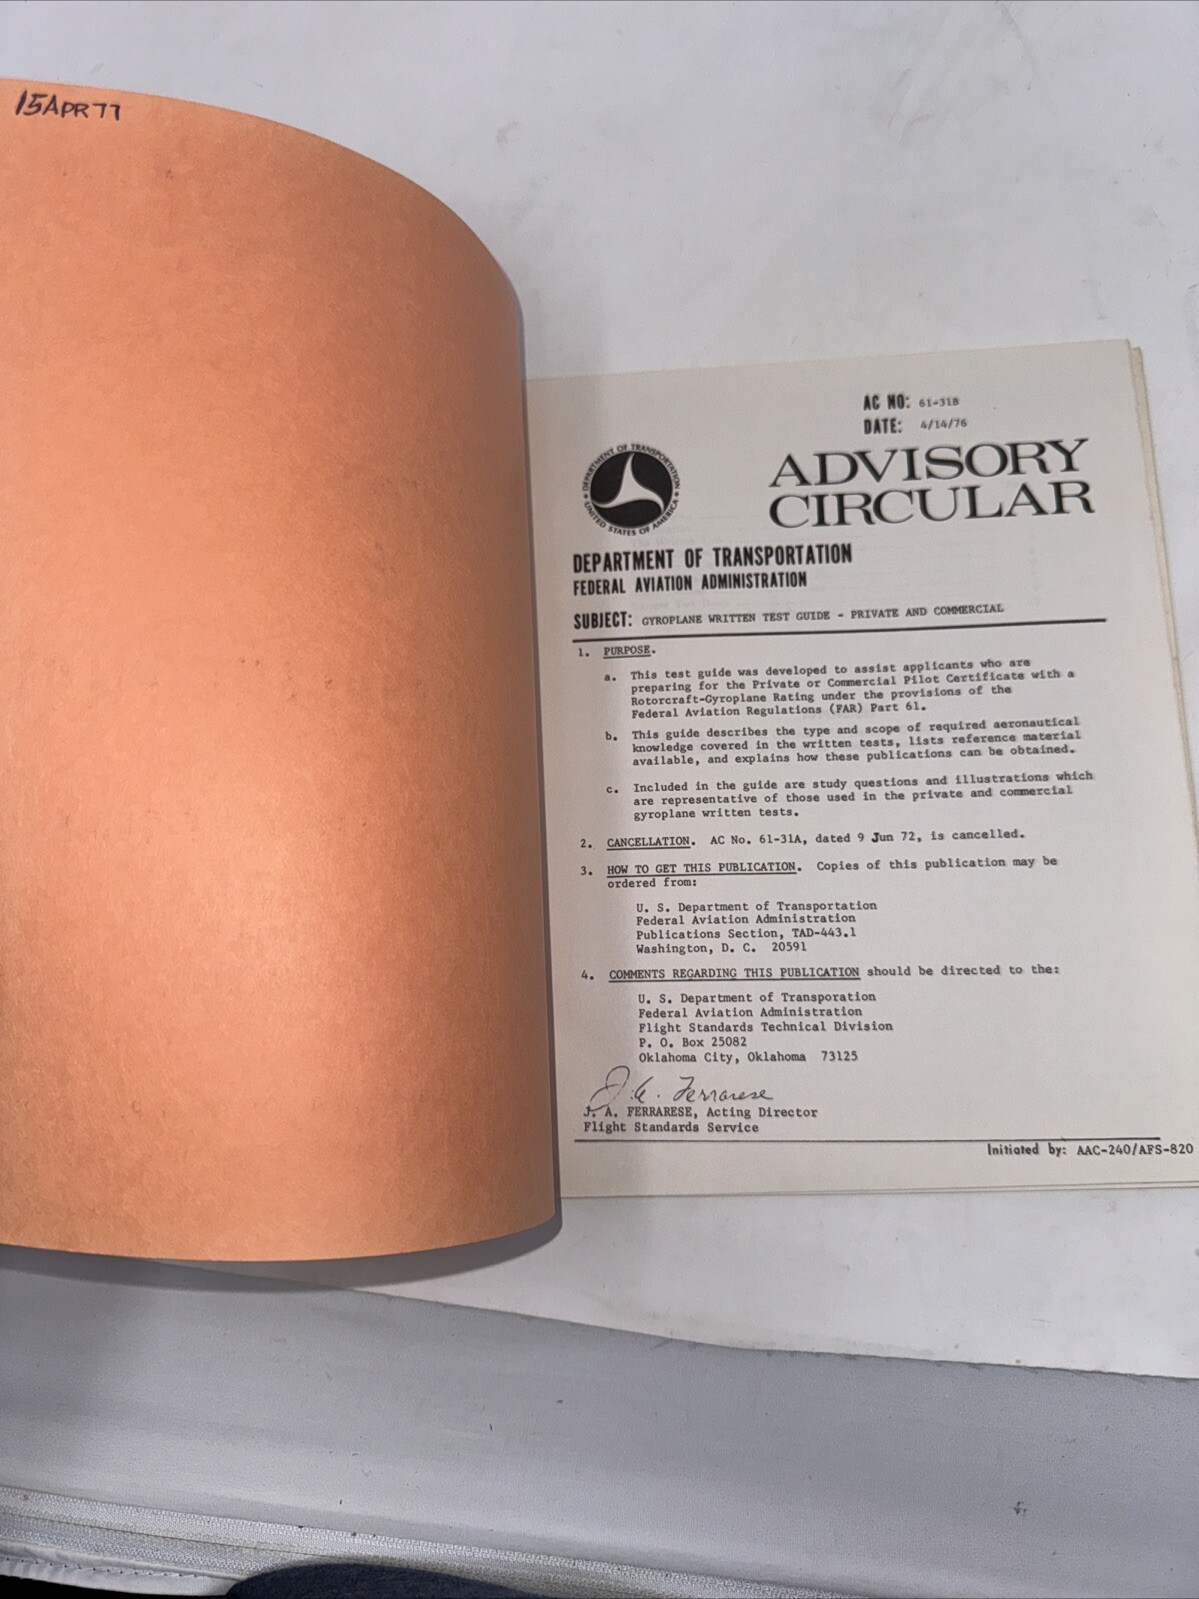 15APR77
AC NO: 61-31B
DATE: 4/14/76
ADVISORY
CIRCULAR
DEPARTMENT OF TRANSPORTATION
UNITED STATES OF AMERICA
DEPARTMENT OF TRANSPORTATION
FEDERAL AVIATION ADMINISTRATION
SUBJECT: GYROPLANE WRITTEN TEST GUIDE - PRIVATE AND COMMERCIAL
1. PURPOSE.
a. This test guide was developed to assist applicants who are
preparing for the Private or Commercial Pilot Certificate with a
Rotorcraft-Gyroplane Rating under the provisions of the
Federal Aviation Regulations (FAR) Part 61.
b. This guide describes the type and scope of required aeronautical
knowledge covered in the written tests, lists reference material
available, and explains how these publications can be obtained.
c. Included in the guide are study questions and illustrations which
are representative of those used in the private and commercial
gyroplane written tests.
2. CANCELLATION. AC No. 61-31A, dated 9 Jun 72, is cancelled.
3. HOW TO GET THIS PUBLICATION. Copies of this publication may be
ordered from:
U. S. Department of Transportation
Federal Aviation Administration
Publications Section, TAD-443.1
Washington, D. C. 20591
4. COMMENTS REGARDING THIS PUBLICATION should be directed to the:
U. S. Department of Transporation
Federal Aviation Administration
Flight Standards Technical Division
P. O. Box 25082
Oklahoma City, Oklahoma 73125
J. A. Ferrarese
J. A. FERRARESE, Acting Director
Flight Standards Service
Initiated by: AAC-240/AFS-820